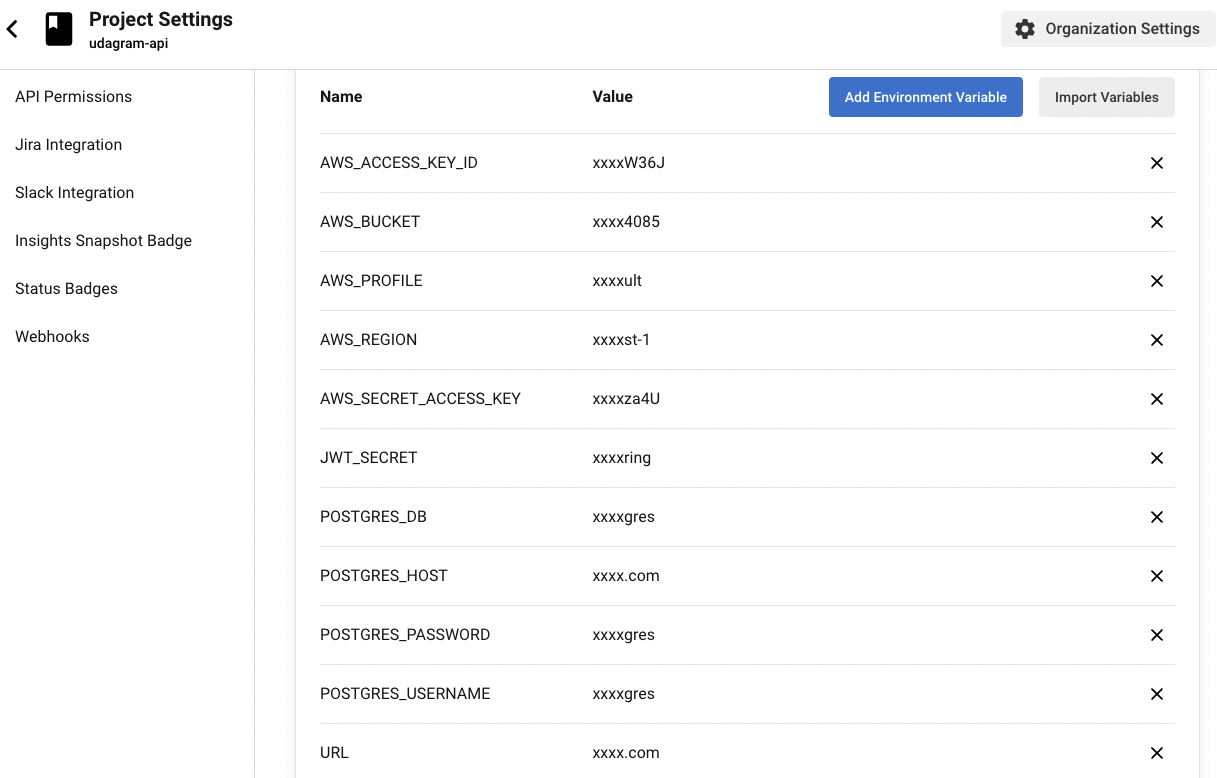 Project Settings
udagram-api
Organization Settings
API Permissions
Jira Integration
Slack Integration
Insights Snapshot Badge
Status Badges
Webhooks
Name Value Add Environment Variable Import Variables
AWS_ACCESS_KEY_ID xxxxW36J
AWS_BUCKET xxxx4085
AWS_PROFILE xxxxult
AWS_REGION xxxxst-1
AWS_SECRET_ACCESS_KEY xxxxza4U
JWT_SECRET xxxxring
POSTGRES_DB xxxxgres
POSTGRES_HOST xxxx.com
POSTGRES_PASSWORD xxxxgres
POSTGRES_USERNAME xxxxgres
URL xxxx.com